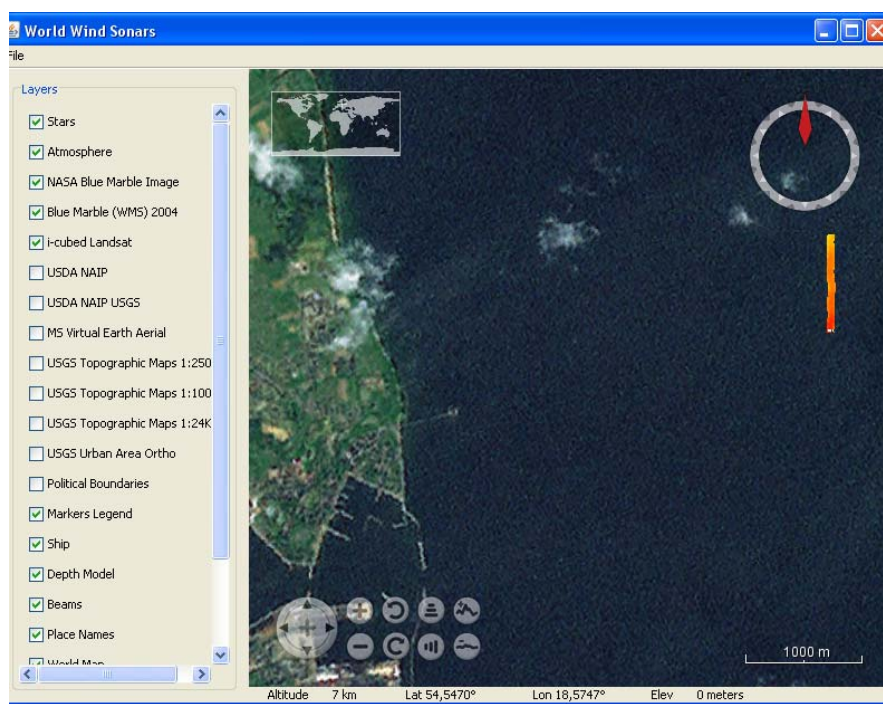 World Wind Sonars
File
Layers
Stars
Atmosphere
NASA Blue Marble Image
Blue Marble (WMS) 2004
i-cubed Landsat
USDA NAIP
USDA NAIP USGS
MS Virtual Earth Aerial
USGS Topographic Maps 1:250
USGS Topographic Maps 1:100
USGS Topographic Maps 1:24K
USGS Urban Area Ortho
Political Boundaries
Markers Legend
Ship
Depth Model
Beams
Place Names
World Map
1000 m
Altitude 7 km Lat 54,5470° Lon 18,5747° Elev 0 meters